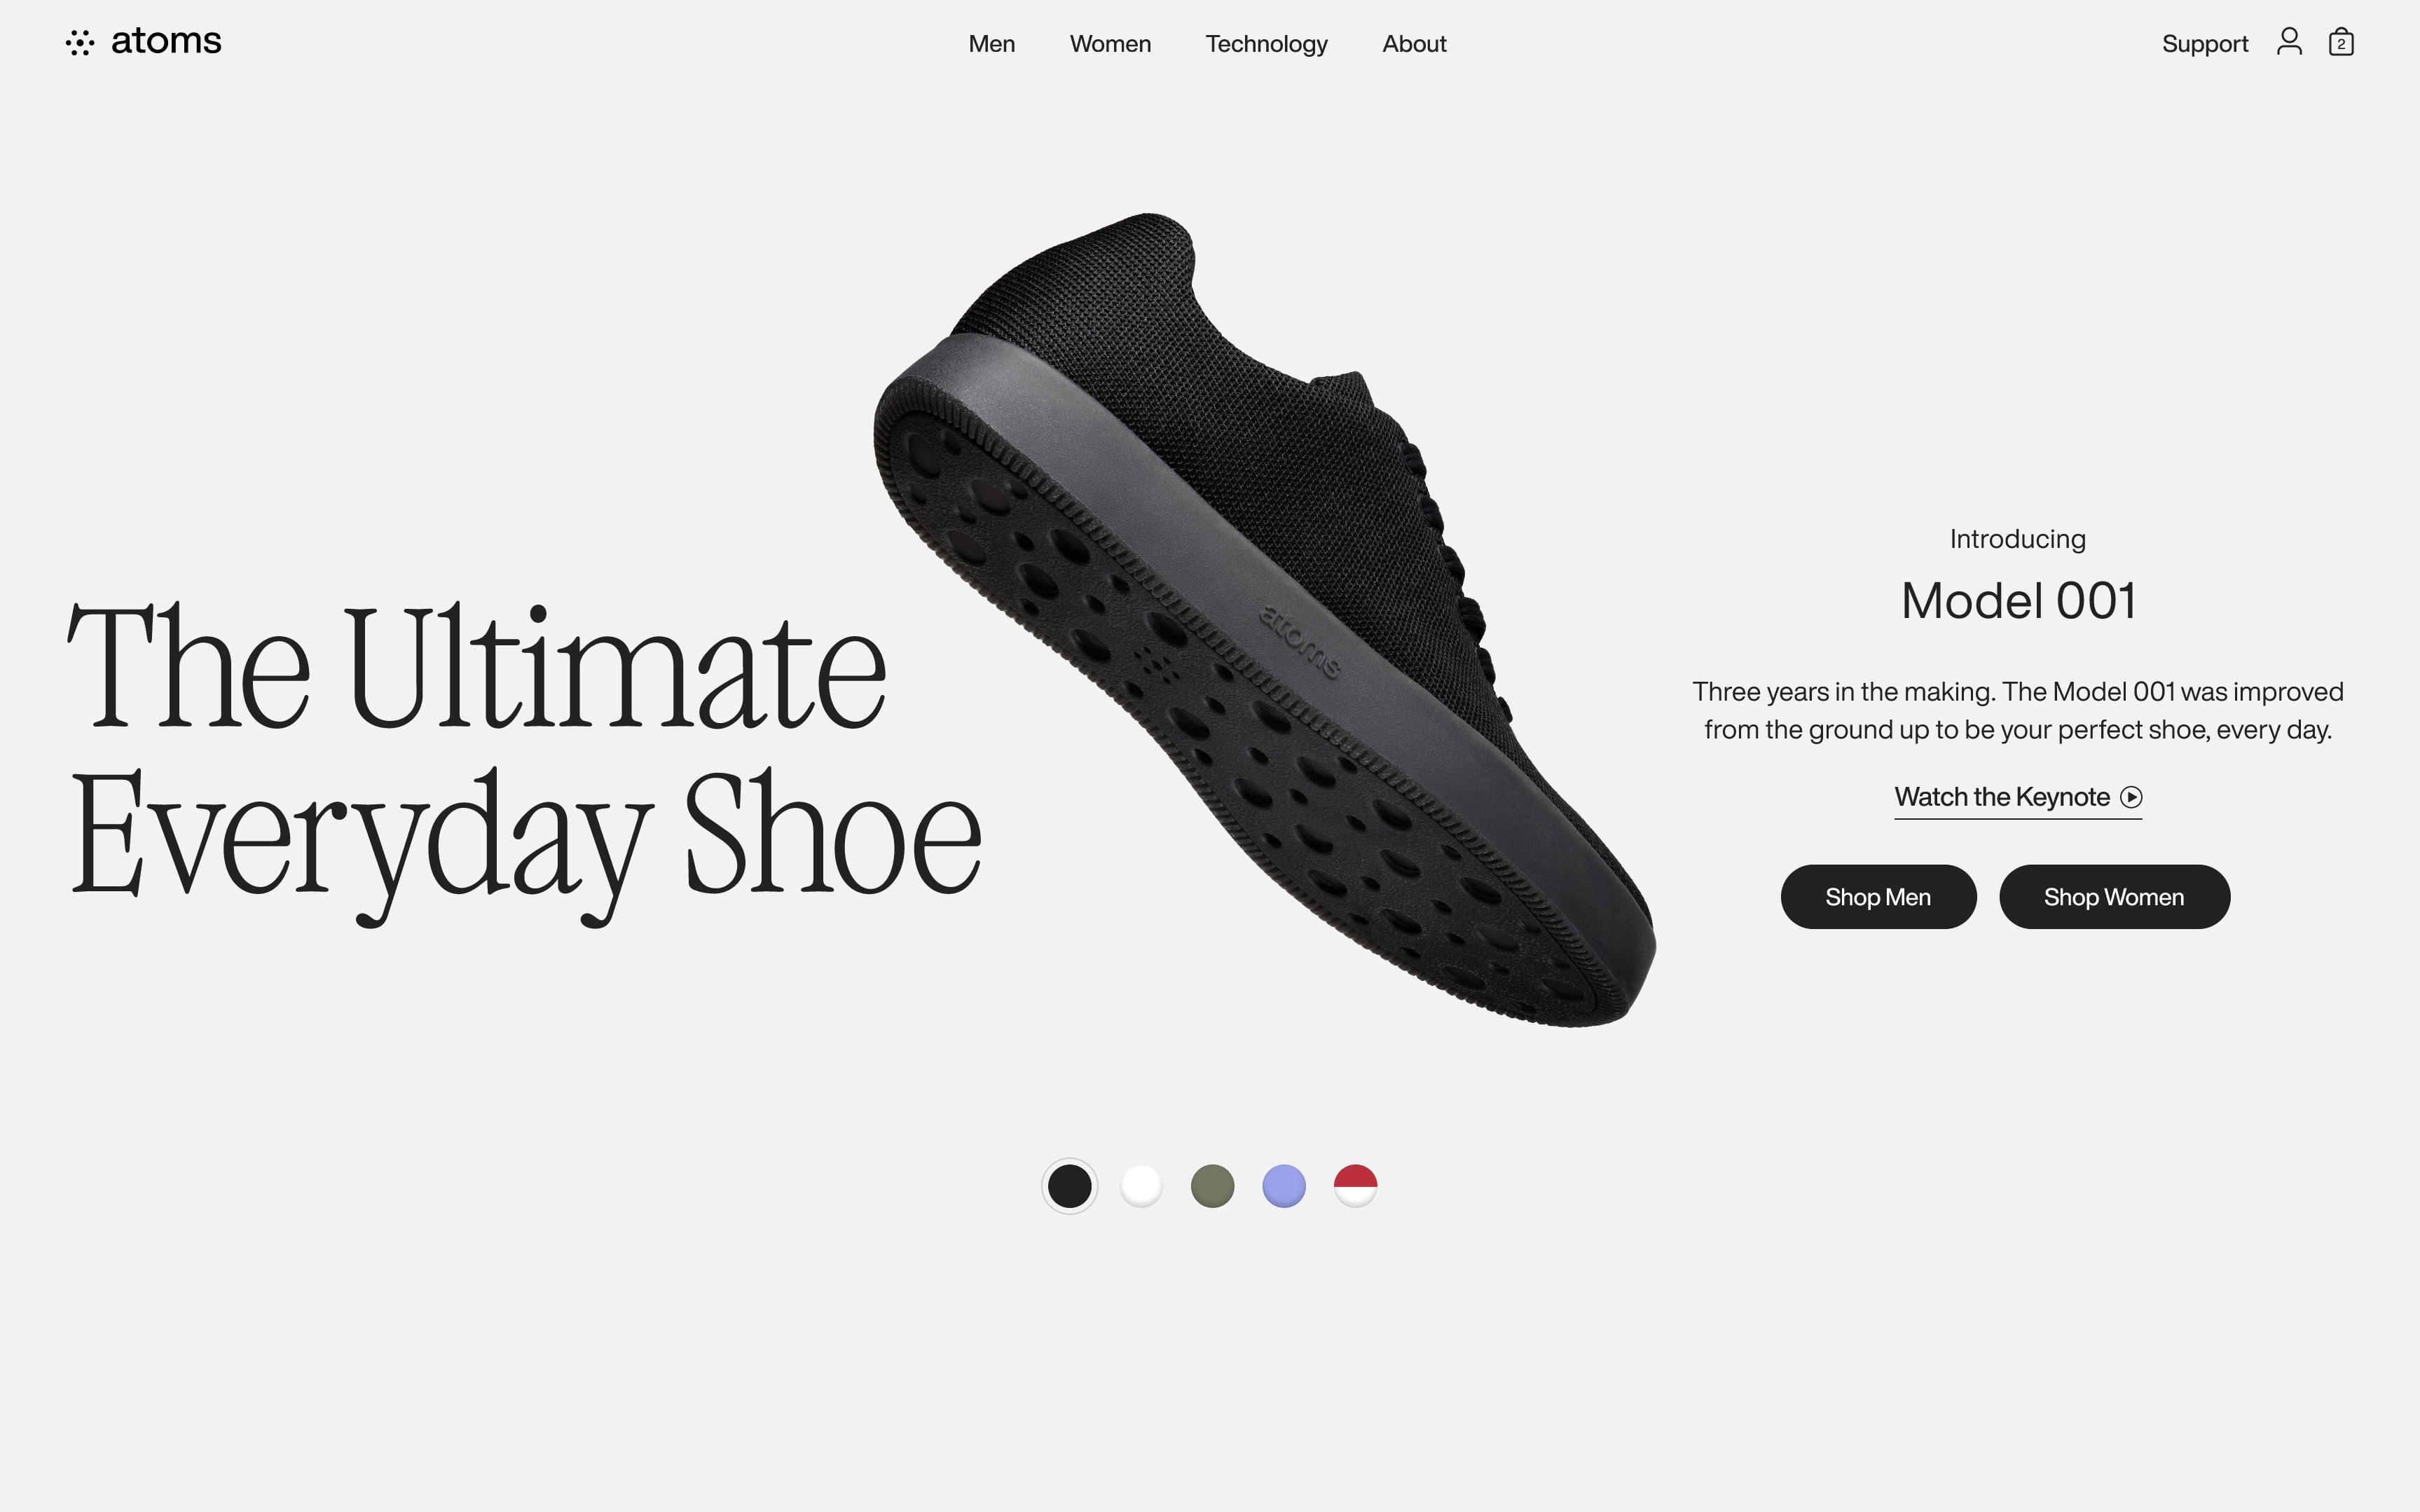 atoms
Men
Women
Technology
About
Support
2
The Ultimate
Everyday Shoe
atoms
Introducing
Model 001
Three years in the making. The Model 001 was improved
from the ground up to be your perfect shoe, every day.
Watch the Keynote
Shop Men
Shop Women